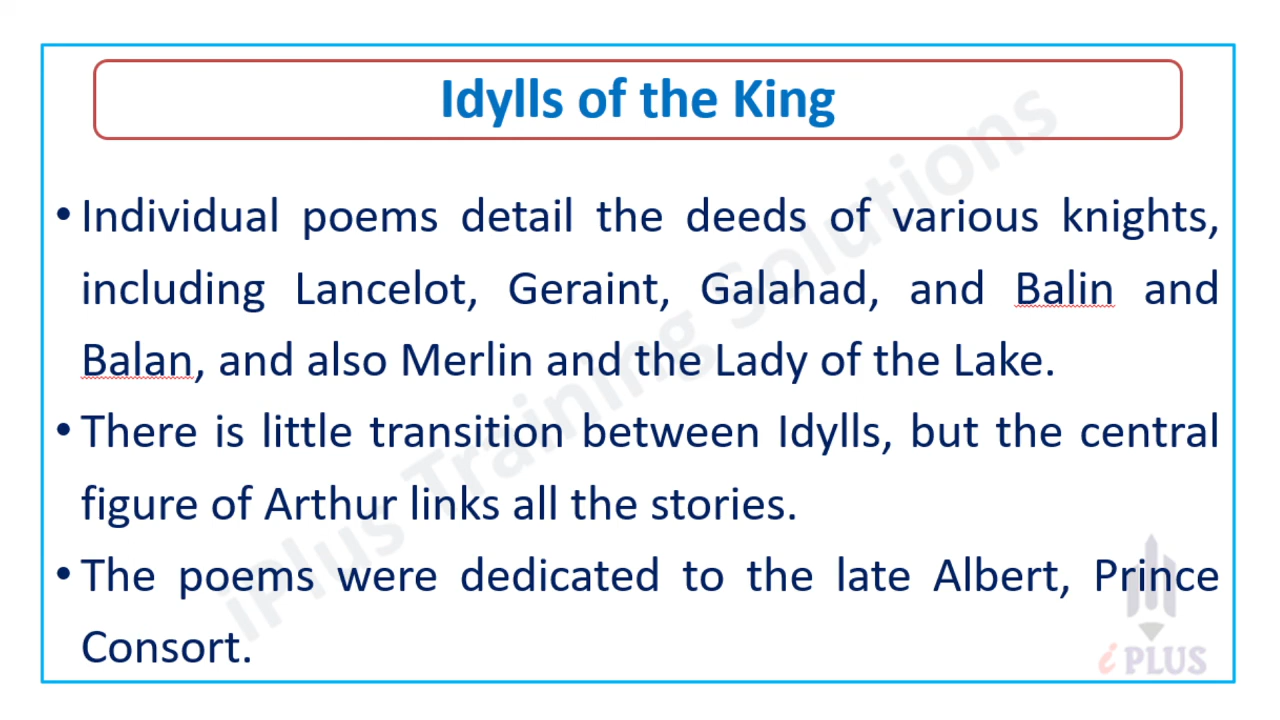 Idylls of the King
• Individual poems detail the deeds of various knights,
including Lancelot, Geraint, Galahad, and Balin and
Balan, and also Merlin and the Lady of the Lake.
• There is little transition between Idylls, but the central
figure of Arthur links all the stories.
• The poems were dedicated to the late Albert, Prince
Consort.
iPlus Training Solutions
i PLUS